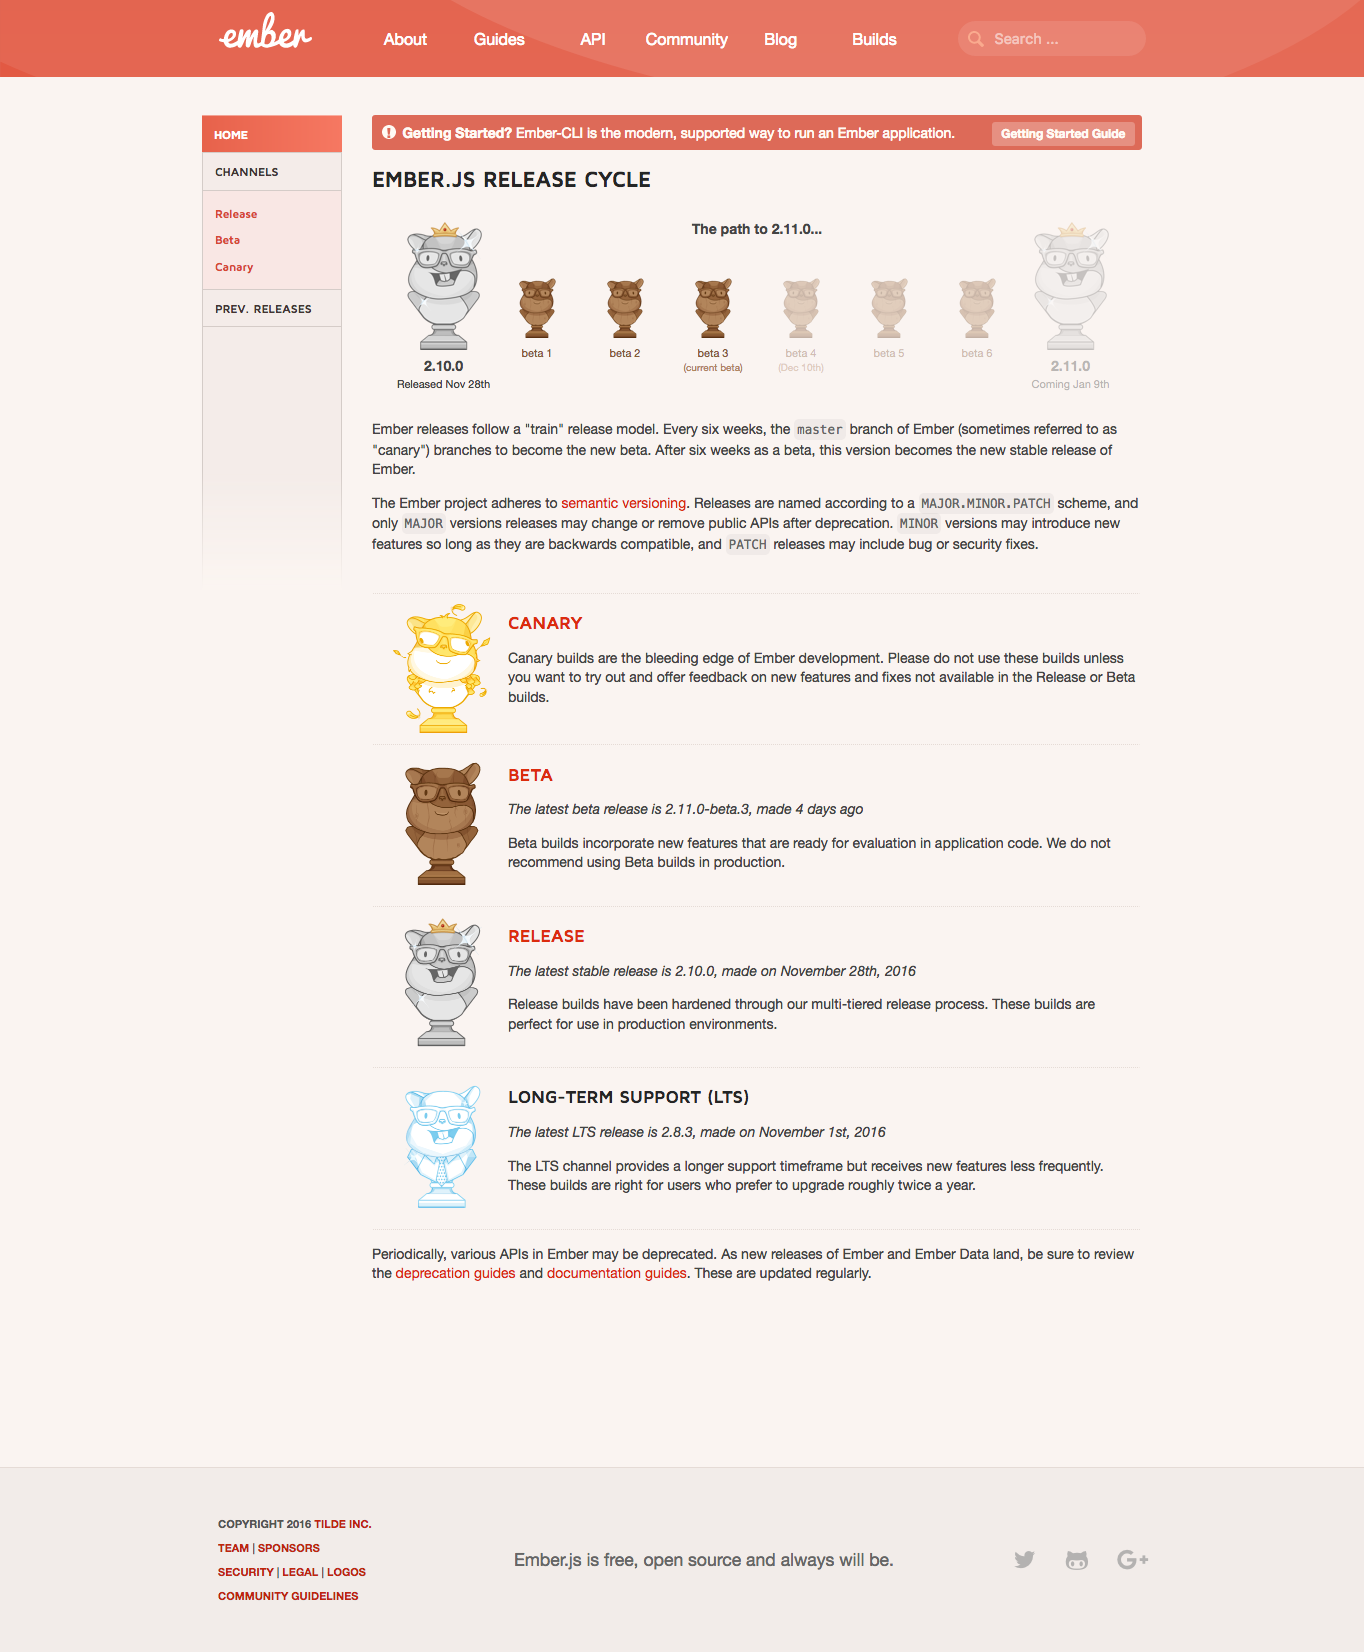 ember
About
Guides
API
Community
Blog
Builds
Search ...
HOME
CHANNELS
Release
Beta
Canary
PREV. RELEASES
Getting Started? Ember-CLI is the modern, supported way to run an Ember application.
Getting Started Guide
EMBER.JS RELEASE CYCLE
The path to 2.11.0...
2.10.0
Released Nov 28th
beta 1
beta 2
beta 3
(current beta)
beta 4
(Dec 10th)
beta 5
beta 6
2.11.0
Coming Jan 9th
Ember releases follow a "train" release model. Every six weeks, the master branch of Ember (sometimes referred to as
"canary") branches to become the new beta. After six weeks as a beta, this version becomes the new stable release of
Ember.
The Ember project adheres to semantic versioning. Releases are named according to a MAJOR.MINOR.PATCH scheme, and
only MAJOR versions releases may change or remove public APIs after deprecation. MINOR versions may introduce new
features so long as they are backwards compatible, and PATCH releases may include bug or security fixes.
CANARY
Canary builds are the bleeding edge of Ember development. Please do not use these builds unless
you want to try out and offer feedback on new features and fixes not available in the Release or Beta
builds.
BETA
The latest beta release is 2.11.0-beta.3, made 4 days ago
Beta builds incorporate new features that are ready for evaluation in application code. We do not
recommend using Beta builds in production.
RELEASE
The latest stable release is 2.10.0, made on November 28th, 2016
Release builds have been hardened through our multi-tiered release process. These builds are
perfect for use in production environments.
LONG-TERM SUPPORT (LTS)
The latest LTS release is 2.8.3, made on November 1st, 2016
The LTS channel provides a longer support timeframe but receives new features less frequently.
These builds are right for users who prefer to upgrade roughly twice a year.
Periodically, various APIs in Ember may be deprecated. As new releases of Ember and Ember Data land, be sure to review
the deprecation guides and documentation guides. These are updated regularly.
COPYRIGHT 2016 TILDE INC.
TEAM | SPONSORS
SECURITY | LEGAL | LOGOS
COMMUNITY GUIDELINES
Ember.js is free, open source and always will be.
G+